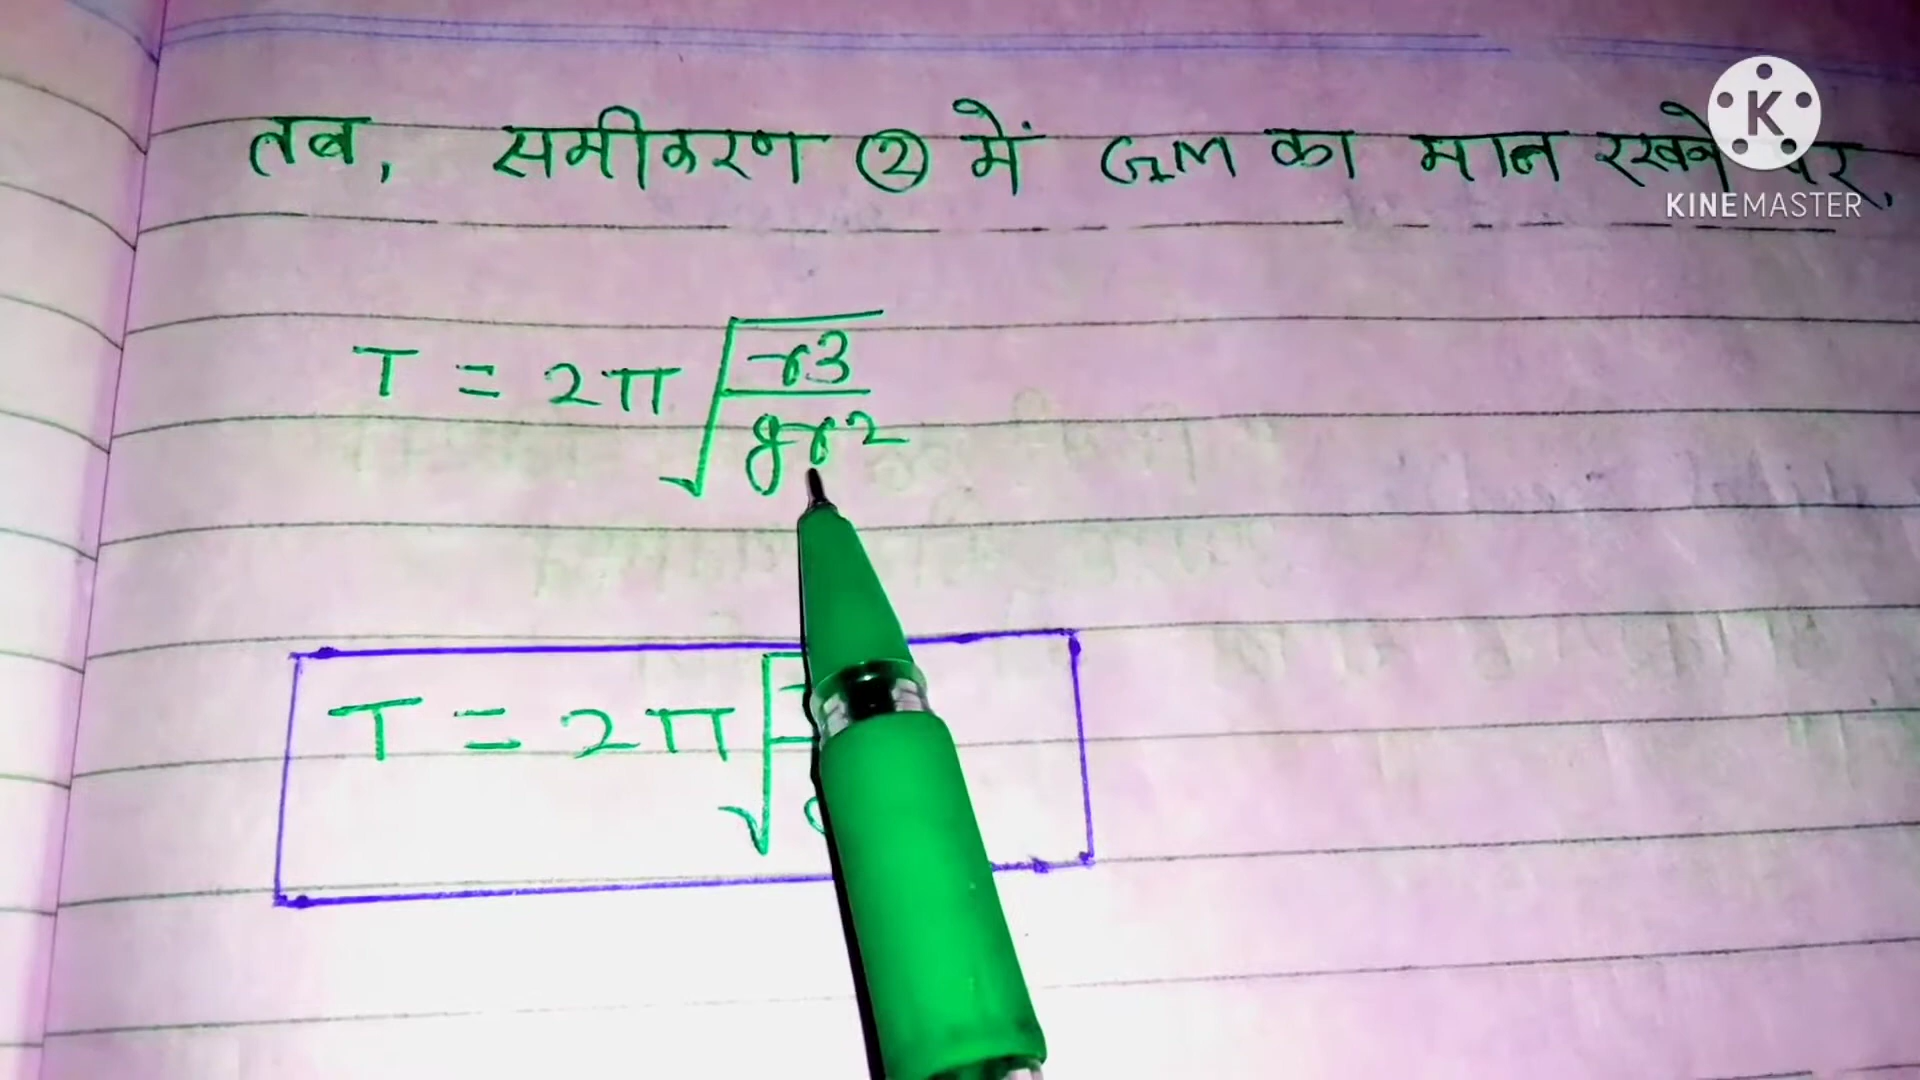 तब, समीकरण ② में GM का मान रखने पर,
K
KINEMASTER
T = 2π √(r3 / gr2)
T = 2π √